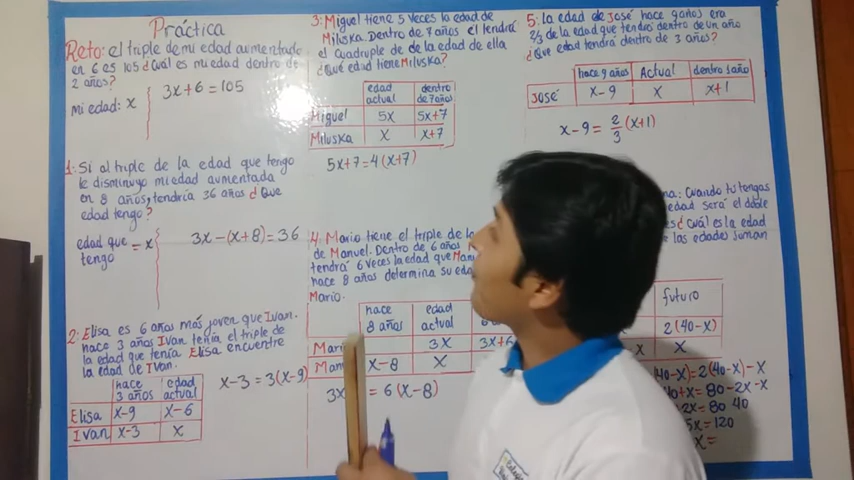 Práctica
Reto: el triple de mi edad aumentado
en 6 es 105 ¿Cuál es mi edad dentro de
2 años?
mi edad: x
3x+6=105
1: Si al triple de la edad que tengo
le disminuyo mi edad aumentada
en 8 años, tendría 36 años ¿Que
edad tengo?
edad que
tengo = x
3x-(x+8)=36
2: Elisa es 6 años más joven que Ivan.
hace 3 años Ivan tenía el triple de
la edad que tenía Elisa encuentre
la edad de Ivan.
hace
3 años
edad
actual
Elisa x-9 x-6
Ivan x-3 x
x-3=3(x-9)
3: Miguel tiene 5 veces la edad de
Miluska. Dentro de 7 años el tendrá
el cuadruple de de la edad de ella
¿Qué edad tiene Miluska?
edad
actual
dentro
de 7 años
Miguel 5x 5x+7
Miluska x x+7
5x+7=4(x+7)
4: Mario tiene el triple de la
de Manuel. Dentro de 6 años
tendrá 6 veces la edad que
hace 8 años determina su
Mario.
hace
8 años
edad
actual
3x 3x+6
x-8 x
3x = 6(x-8)
5: la edad de José hace 9 años era
2/3 de la edad que tendrá dentro de un año
¿Que edad tendrá dentro de 3 años?
hace 9 años Actual dentro 1 año
José x-9 x x+1
x-9 = 2/3 (x+1)
Cuando tu tengas
edad será el doble
¿Cuál es la edad
las edades suman
futuro
2(40-x)
-x x
40-x)=2(40-x)-x
40+x=80-2x-x
2x=80 40
5x=120
x=